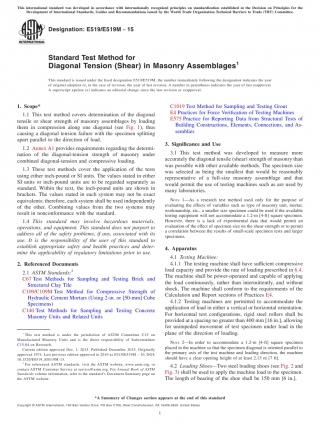 This international standard was developed in accordance with internationally recognized principles on standardization established in the Decision on Principles for the
Development of International Standards, Guides and Recommendations issued by the World Trade Organization Technical Barriers to Trade (TBT) Committee.
Designation: E519/E519M − 15
INTERNATIONAL
Standard Test Method for
Diagonal Tension (Shear) in Masonry Assemblages¹
This standard is issued under the fixed designation E519/E519M; the number immediately following the designation indicates the year
of original adoption or, in the case of revision, the year of last revision. A number in parentheses indicates the year of last reapproval.
A superscript epsilon (ε) indicates an editorial change since the last revision or reapproval.
1. Scope*
1.1 This test method covers determination of the diagonal
tensile or shear strength of masonry assemblages by loading
them in compression along one diagonal (see Fig. 1), thus
causing a diagonal tension failure with the specimen splitting
apart parallel to the direction of load.
1.2 Annex A1 provides requirements regarding the determi-
nation of the diagonal-tension strength of masonry under
combined diagonal-tension and compressive loading.
1.3 These test methods cover the application of the tests
using either inch-pound or SI units. The values stated in either
SI units or inch-pound units are to be regarded separately as
standard. Within the text, the inch-pound units are shown in
brackets. The values stated in each system may not be exact
equivalents; therefore, each system shall be used independently
of the other. Combining values from the two systems may
result in nonconformance with the standard.
1.4 This standard may involve hazardous materials,
operations, and equipment. This standard does not purport to
address all of the safety problems, if any, associated with its
use. It is the responsibility of the user of this standard to
establish appropriate safety and health practices and deter-
mine the applicability of regulatory limitations prior to use.
2. Referenced Documents
2.1 ASTM Standards:²
C67 Test Methods for Sampling and Testing Brick and
Structural Clay Tile
C109/C109M Test Method for Compressive Strength of
Hydraulic Cement Mortars (Using 2-in. or [50-mm] Cube
Specimens)
C140 Test Methods for Sampling and Testing Concrete
Masonry Units and Related Units
¹ This test method is under the jurisdiction of ASTM Committee C15 on
Manufactured Masonry Units and is the direct responsibility of Subcommittee
C15.04 on Research.
Current edition approved Dec. 1, 2015. Published December 2015. Originally
approved 1974. Last previous edition approved in 2010 as E519/E519M – 10. DOI:
10.1520/E0519_E0519M-15.
² For referenced ASTM standards, visit the ASTM website, www.astm.org, or
contact ASTM Customer Service at service@astm.org. For Annual Book of ASTM
Standards volume information, refer to the standard's Document Summary page on
the ASTM website.
C1019 Test Method for Sampling and Testing Grout
E4 Practices for Force Verification of Testing Machines
E575 Practice for Reporting Data from Structural Tests of
Building Constructions, Elements, Connections, and As-
semblies
3. Significance and Use
3.1 This test method was developed to measure more
accurately the diagonal tensile (shear) strength of masonry than
was possible with other available methods. The specimen size
was selected as being the smallest that would be reasonably
representative of a full-size masonry assemblage and that
would permit the use of testing machines such as are used by
many laboratories.
NOTE 1—As a research test method used only for the purpose of
evaluating the effects of variables such as type of masonry unit, mortar,
workmanship, etc., a smaller size specimen could be used if the available
testing equipment will not accommodate a 1.2-m [4-ft] square specimen.
However, there is a lack of experimental data that would permit an
evaluation of the effect of specimen size on the shear strength or to permit
a correlation between the results of small-scale specimen tests and larger
specimens.
4. Apparatus
4.1 Testing Machine:
4.1.1 The testing machine shall have sufficient compressive
load capacity and provide the rate of loading prescribed in 6.4.
The machine shall be power-operated and capable of applying
the load continuously, rather than intermittently, and without
shock. The machine shall conform to the requirements of the
Calculation and Report sections of Practices E4.
4.1.2 Testing machines are permitted to accommodate the
application of load in either a vertical or horizontal orientation.
For horizontal test configurations, rigid steel rollers shall be
provided at a spacing no greater than 400 mm [16 in.], allowing
for unimpeded movement of test specimen under load in the
plane of the direction of loading.
NOTE 2—In order to accommodate a 1.2-m [4-ft] square specimen
placed in the machine so that the specimen diagonal is oriented parallel to
the primary axis of the test machine and loading direction, the machine
should have a clear opening height of at least 2.13 m [7 ft].
4.2 Loading Shoes—Two steel loading shoes (see Fig. 2 and
Fig. 3) shall be used to apply the machine load to the specimen.
The length of bearing of the shoe shall be 150 mm [6 in.].
*A Summary of Changes section appears at the end of this standard
Copyright © ASTM International, 100 Barr Harbor Drive, PO Box C700, West Conshohocken, PA 19428-2959. United States
1